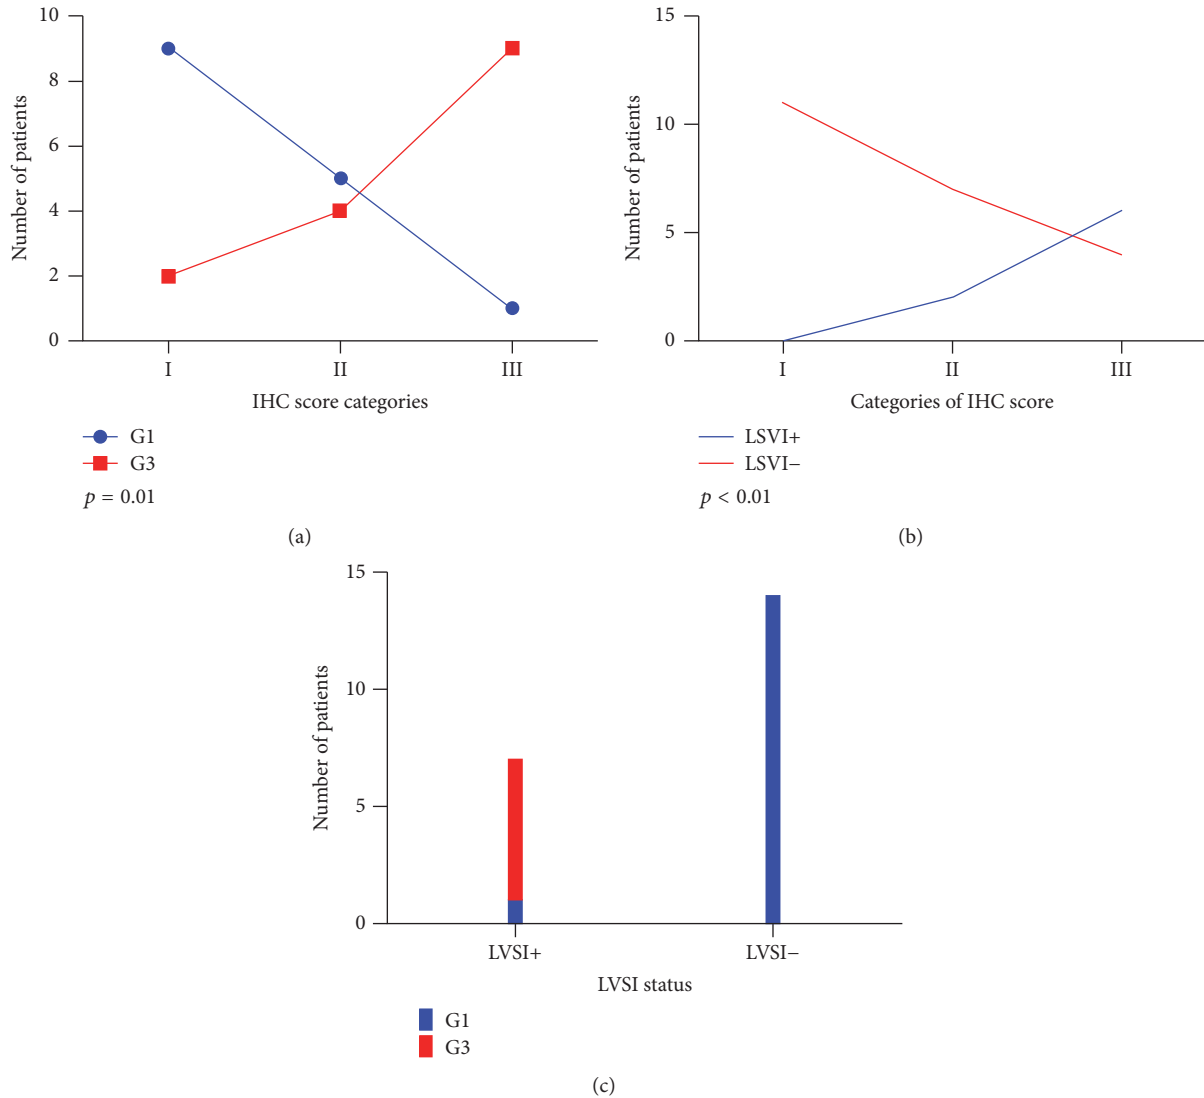 10
8
6
4
2
0
Number of patients
I II III
IHC score categories
G1
G3
p = 0.01
(a)
15
10
5
0
Number of patients
I II III
Categories of IHC score
LSVI+
LSVI−
p < 0.01
(b)
15
10
5
0
Number of patients
LVSI+ LVSI−
LVSI status
G1
G3
(c)